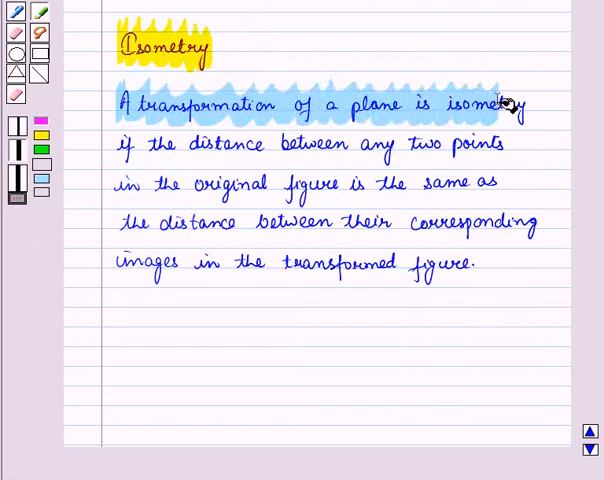 Isometry
A transformation of a plane is isometry
if the distance between any two points
in the original figure is the same as
the distance between their corresponding
images in the transformed figure.